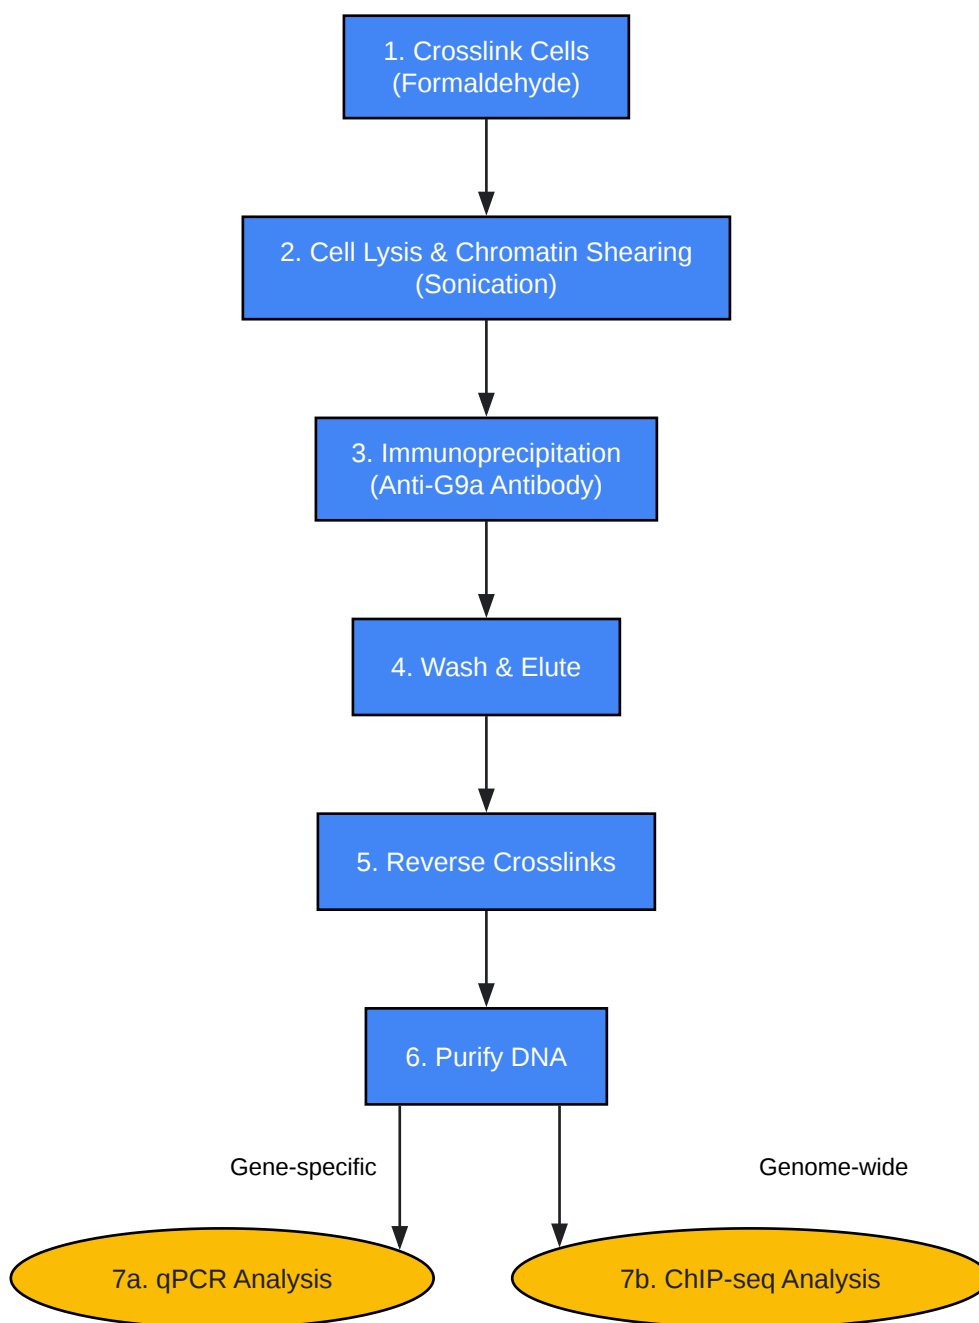 1. Crosslink Cells
(Formaldehyde)
2. Cell Lysis & Chromatin Shearing
(Sonication)
3. Immunoprecipitation
(Anti-G9a Antibody)
4. Wash & Elute
5. Reverse Crosslinks
6. Purify DNA
Gene-specific
Genome-wide
7a. qPCR Analysis
7b. ChIP-seq Analysis